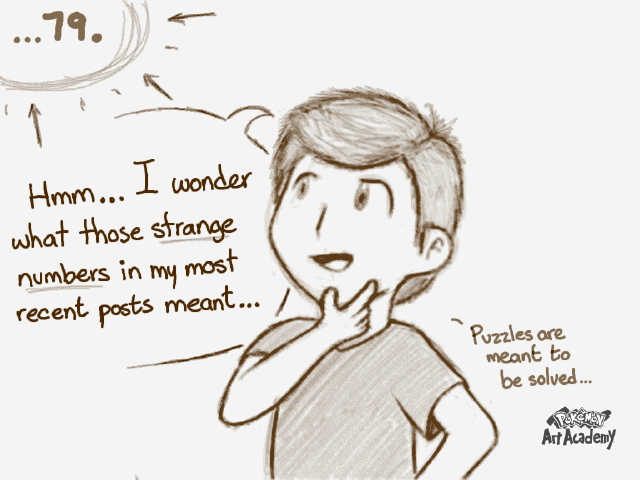 ...79.
Hmm... I wonder
what those strange
numbers in my most
recent posts meant...
Puzzles are
meant to
be solved...
POKÉMON
Art Academy